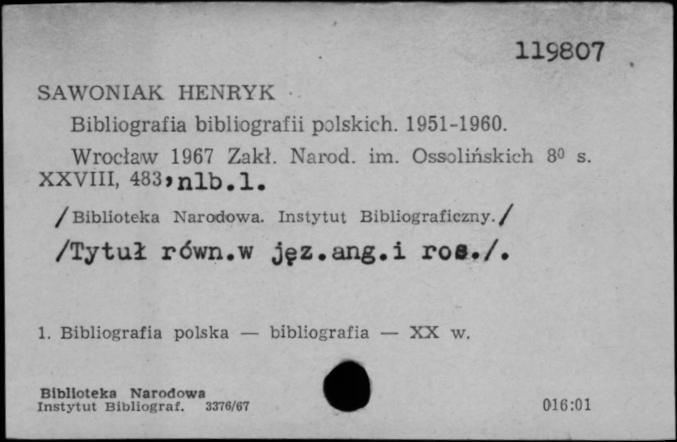 119807
SAWONIAK HENRYK
Bibliografia bibliografii polskich. 1951-1960.
Wrocław 1967 Zakł. Narod. im. Ossolińskich 8⁰ s.
XXVIII, 483,nlb.1.
/Biblioteka Narodowa. Instytut Bibliograficzny./
/Tytuł równ.w jęz.ang.i ros./.
1. Bibliografia polska — bibliografia — XX w.
Biblioteka Narodowa
Instytut Bibliograf. 3376/67
016:01